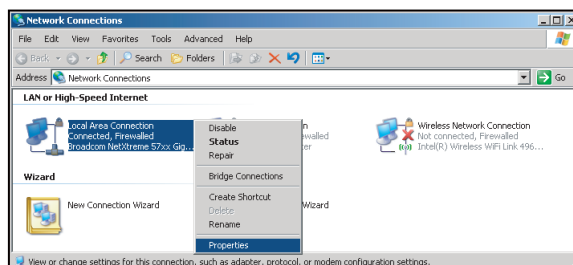 Network Connections
File Edit View Favorites Tools Advanced Help
Back Search Folders
Address Network Connections Go
LAN or High-Speed Internet
Local Area Connection
Connected, Firewalled
Broadcom NetXtreme 57xx Gig...
Disable
Status
Repair
Bridge Connections
Create Shortcut
Delete
Rename
Properties
Wireless Network Connection
Not connected, Firewalled
Intel(R) Wireless WiFi Link 496...
Wizard
New Connection Wizard
Wizard
View or change settings for this connection, such as adapter, protocol, or modem configuration settings.